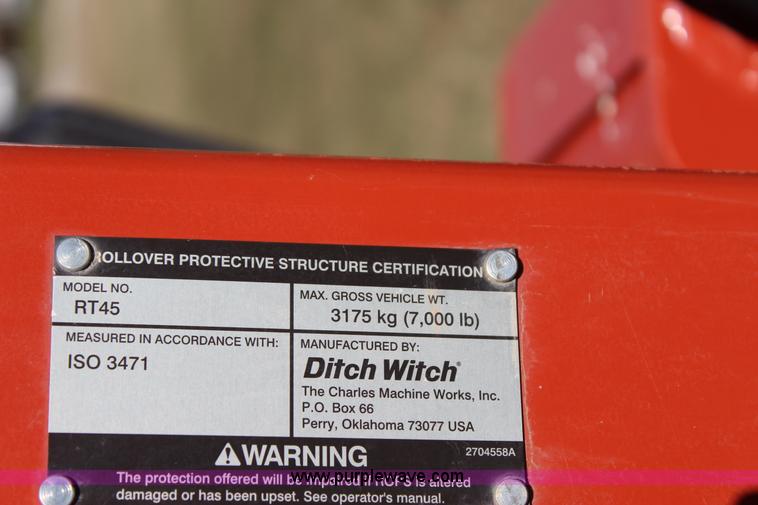 ROLLOVER PROTECTIVE STRUCTURE CERTIFICATION
MODEL NO.
RT45
MAX. GROSS VEHICLE WT.
3175 kg (7,000 lb)
MEASURED IN ACCORDANCE WITH:
ISO 3471
MANUFACTURED BY:
Ditch Witch®
The Charles Machine Works, Inc.
P.O. Box 66
Perry, Oklahoma 73077 USA
WARNING
2704558A
www.purplewave.com
The protection offered will be impaired if ROPS is altered
damaged or has been upset. See operator's manual.